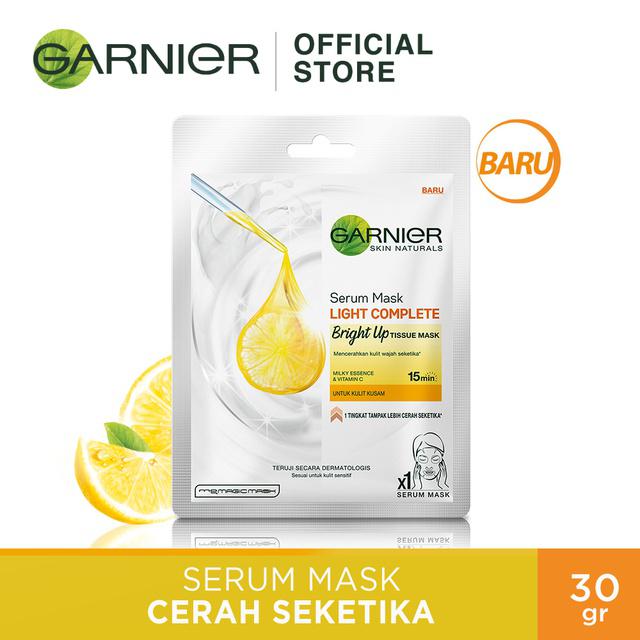 GARNIER
OFFICIAL
STORE
BARU
BARU
GARNIER
SKIN NATURALS
Serum Mask
LIGHT COMPLETE
Bright Up TISSUE MASK
Mencerahkan kulit wajah seketika*
MILKY ESSENCE
& VITAMIN C
15min
UNTUK KULIT KUSAM
1 TINGKAT TAMPAK LEBIH CERAH SEKETIKA*
TERUJI SECARA DERMATOLOGIS
Sesuai untuk kulit sensitif
x1
SERUM MASK
SERUM MASK
CERAH SEKETIKA
30
gr